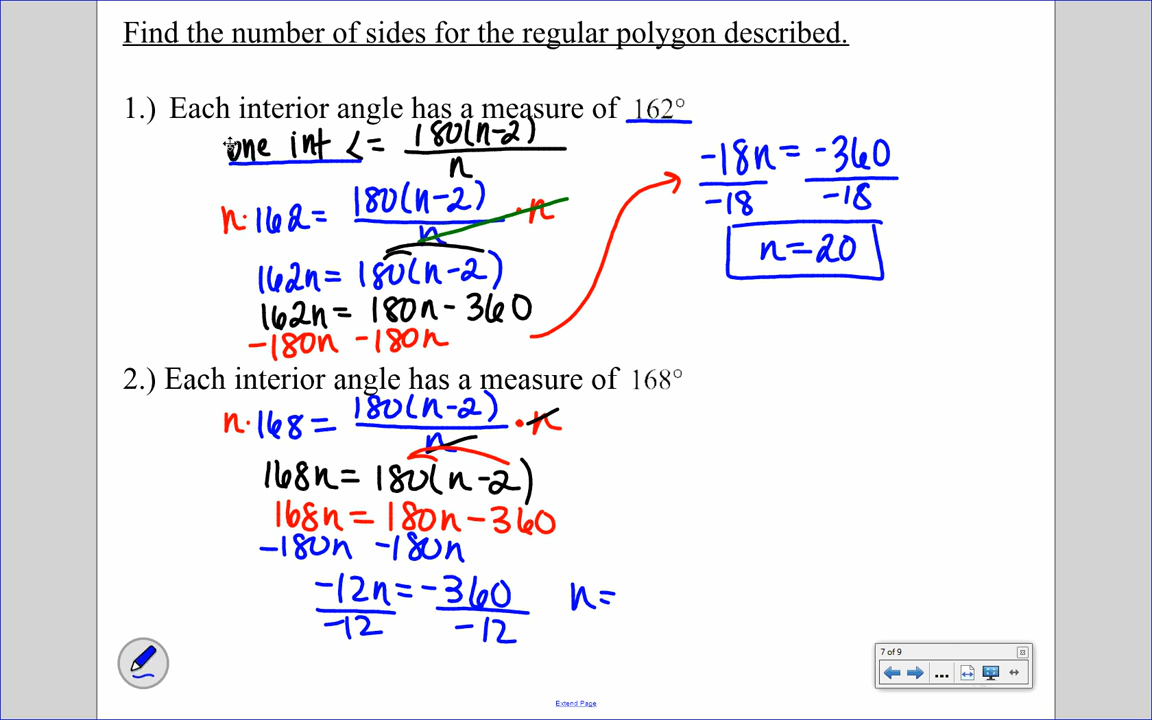 Find the number of sides for the regular polygon described.
1.) Each interior angle has a measure of 162°
one int < = 180(n-2)
n
n·162 = 180(n-2) ·n
n
162n = 180(n-2)
162n = 180n - 360
-180n -180n
-18n = -360
-18 -18
n=20
2.) Each interior angle has a measure of 168°
n·168 = 180(n-2) ·n
n
168n = 180(n-2)
168n = 180n - 360
-180n -180n
-12n = -360 n=
-12 -12
7 of 9
...
Extend Page